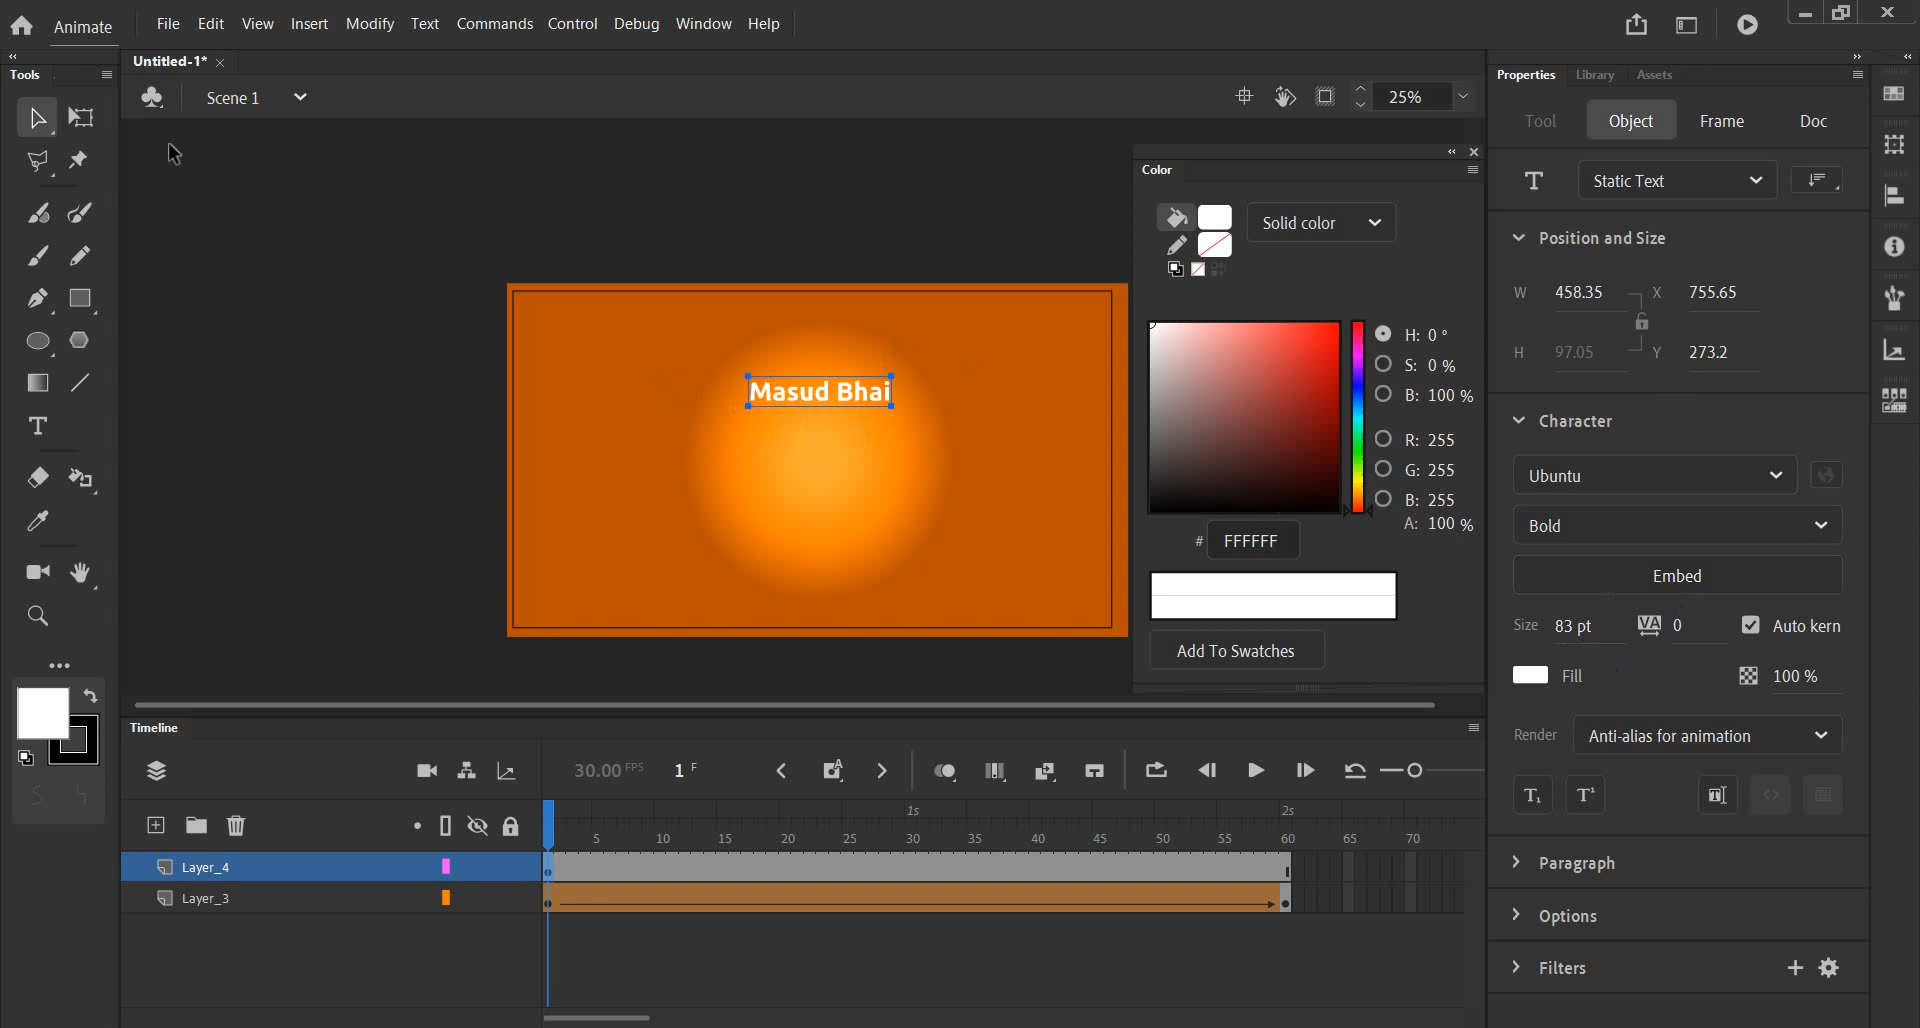 Animate File Edit View Insert Modify Text Commands Control Debug Window Help
Untitled-1*
Tools
Scene 1
25%
Properties Library Assets
Tool Object Frame Doc
Static Text
Position and Size
W 458.35 X 755.65
H 97.05 Y 273.2
Character
Ubuntu
Bold
Embed
Size 83 pt VA 0 Auto kern
Fill 100 %
Render Anti-alias for animation
Paragraph
Options
Filters
Color
Solid color
H: 0 °
S: 0 %
B: 100 %
R: 255
G: 255
B: 255
A: 100 %
# FFFFFF
Add To Swatches
Masud Bhai
Timeline
30.00 FPS 1 F
1s 2s
5 10 15 20 25 30 35 40 45 50 55 60 65 70
Layer_4
Layer_3